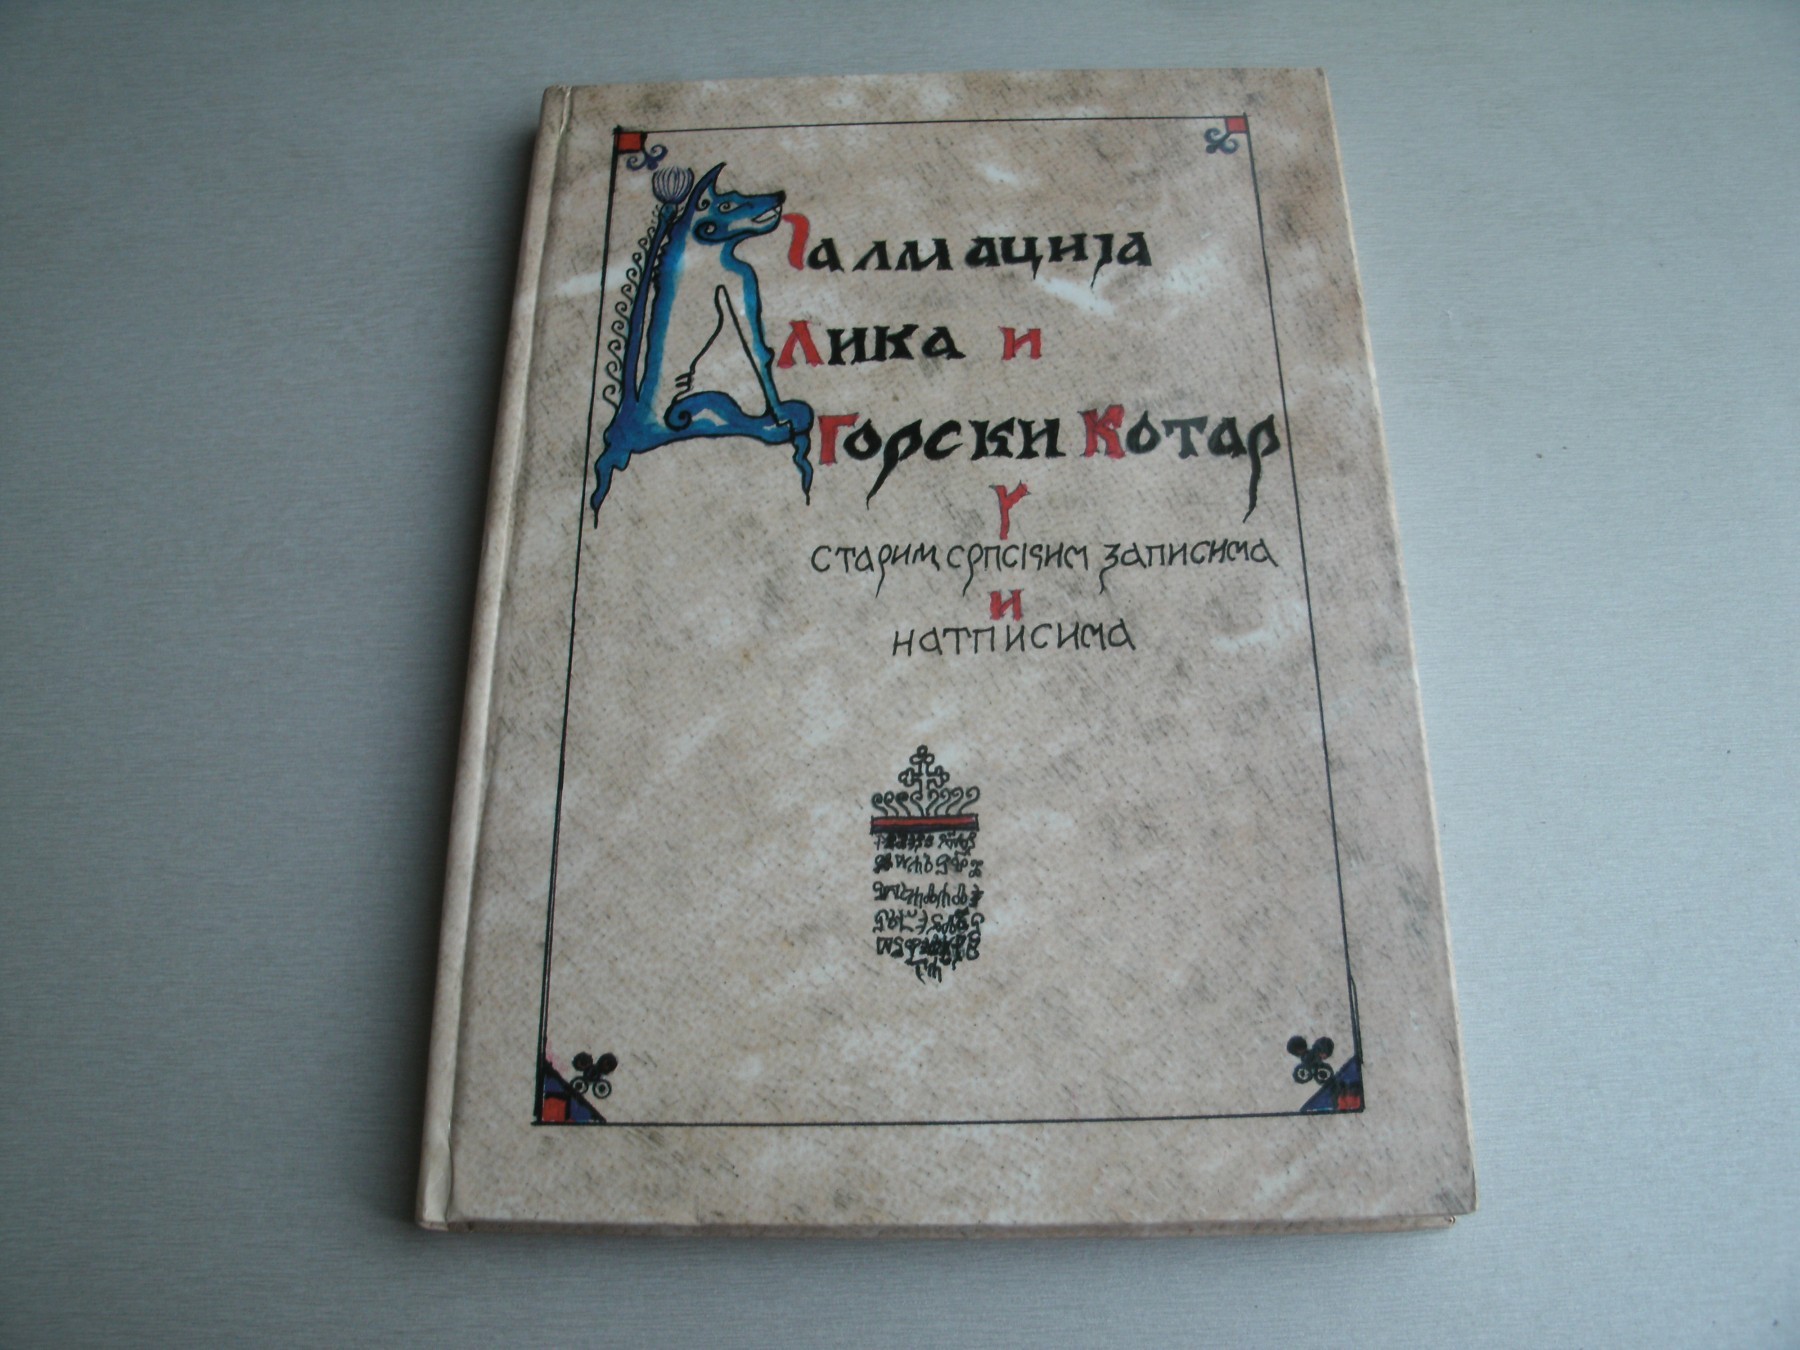 Далмација
Лика и
Горски Котар
у
старим српским записима
и
натписима